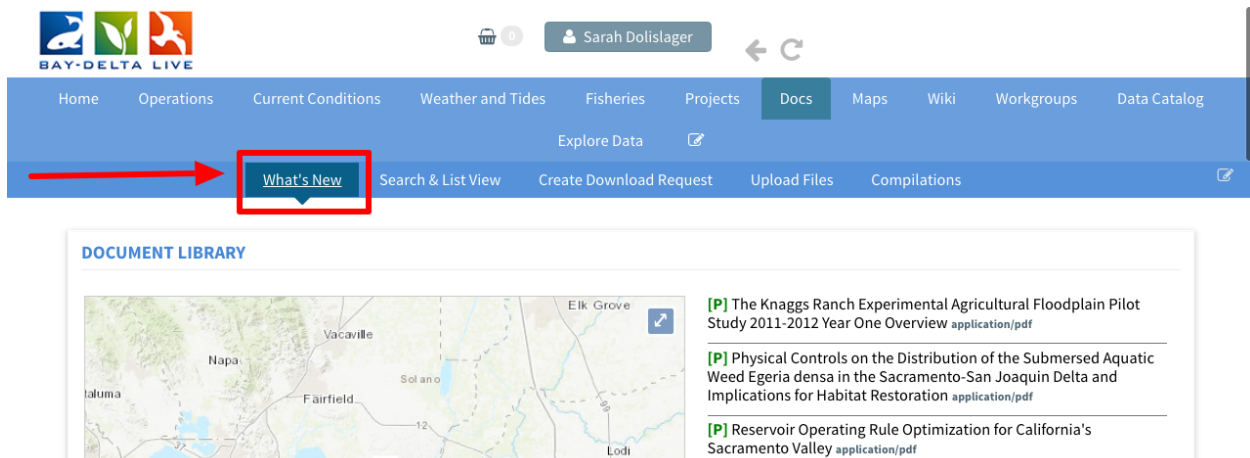 BAY-DELTA LIVE
0
Sarah Dolislager
Home Operations Current Conditions Weather and Tides Fisheries Projects Docs Maps Wiki Workgroups Data Catalog
Explore Data
What's New Search & List View Create Download Request Upload Files Compilations
DOCUMENT LIBRARY
Elk Grove
Vacaville
Napa
Solano
taluma
Fairfield
12
99
Lodi
[P] The Knaggs Ranch Experimental Agricultural Floodplain Pilot
Study 2011-2012 Year One Overview application/pdf
[P] Physical Controls on the Distribution of the Submersed Aquatic
Weed Egeria densa in the Sacramento-San Joaquin Delta and
Implications for Habitat Restoration application/pdf
[P] Reservoir Operating Rule Optimization for California's
Sacramento Valley application/pdf